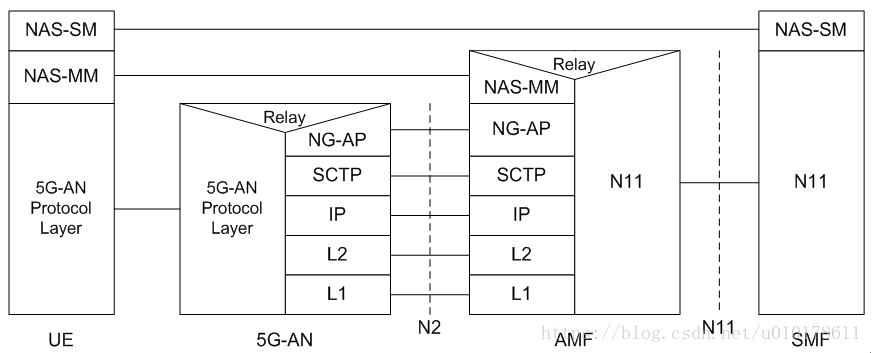 NAS-SM
NAS-MM
5G-AN
Protocol
Layer
UE
Relay
5G-AN
Protocol
Layer
NG-AP
SCTP
IP
L2
L1
5G-AN
N2
Relay
NAS-MM
NG-AP
SCTP
IP
L2
L1
N11
AMF
N11
NAS-SM
N11
SMF
https://blog.csdn.net/u010178611